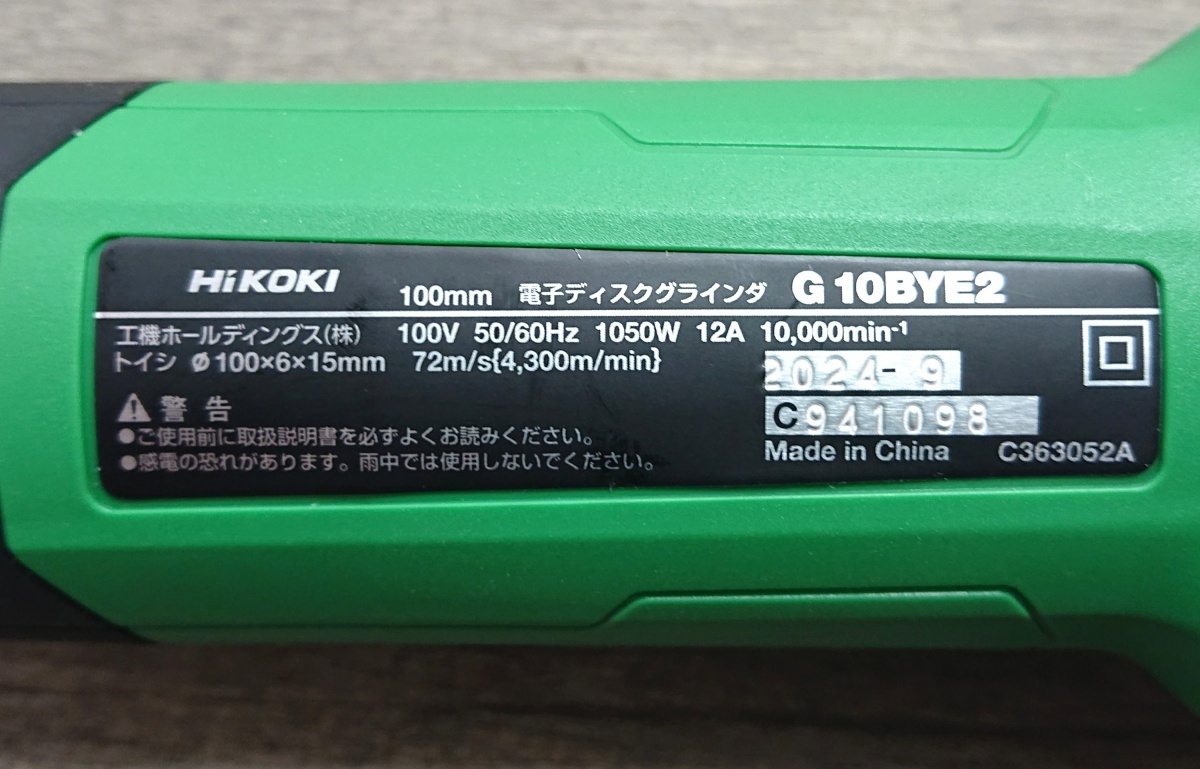 HiKOKI 100mm 電子ディスクグラインダ G 10BYE2
工機ホールディングス(株) 100V 50/60Hz 1050W 12A 10,000min⁻¹
トイシ Ø100×6×15mm 72m/s{4,300m/min}
2024-9
警告
C941098
●ご使用前に取扱説明書を必ずよくお読みください。
●感電の恐れがあります。雨中では使用しないでください。
Made in China C363052A